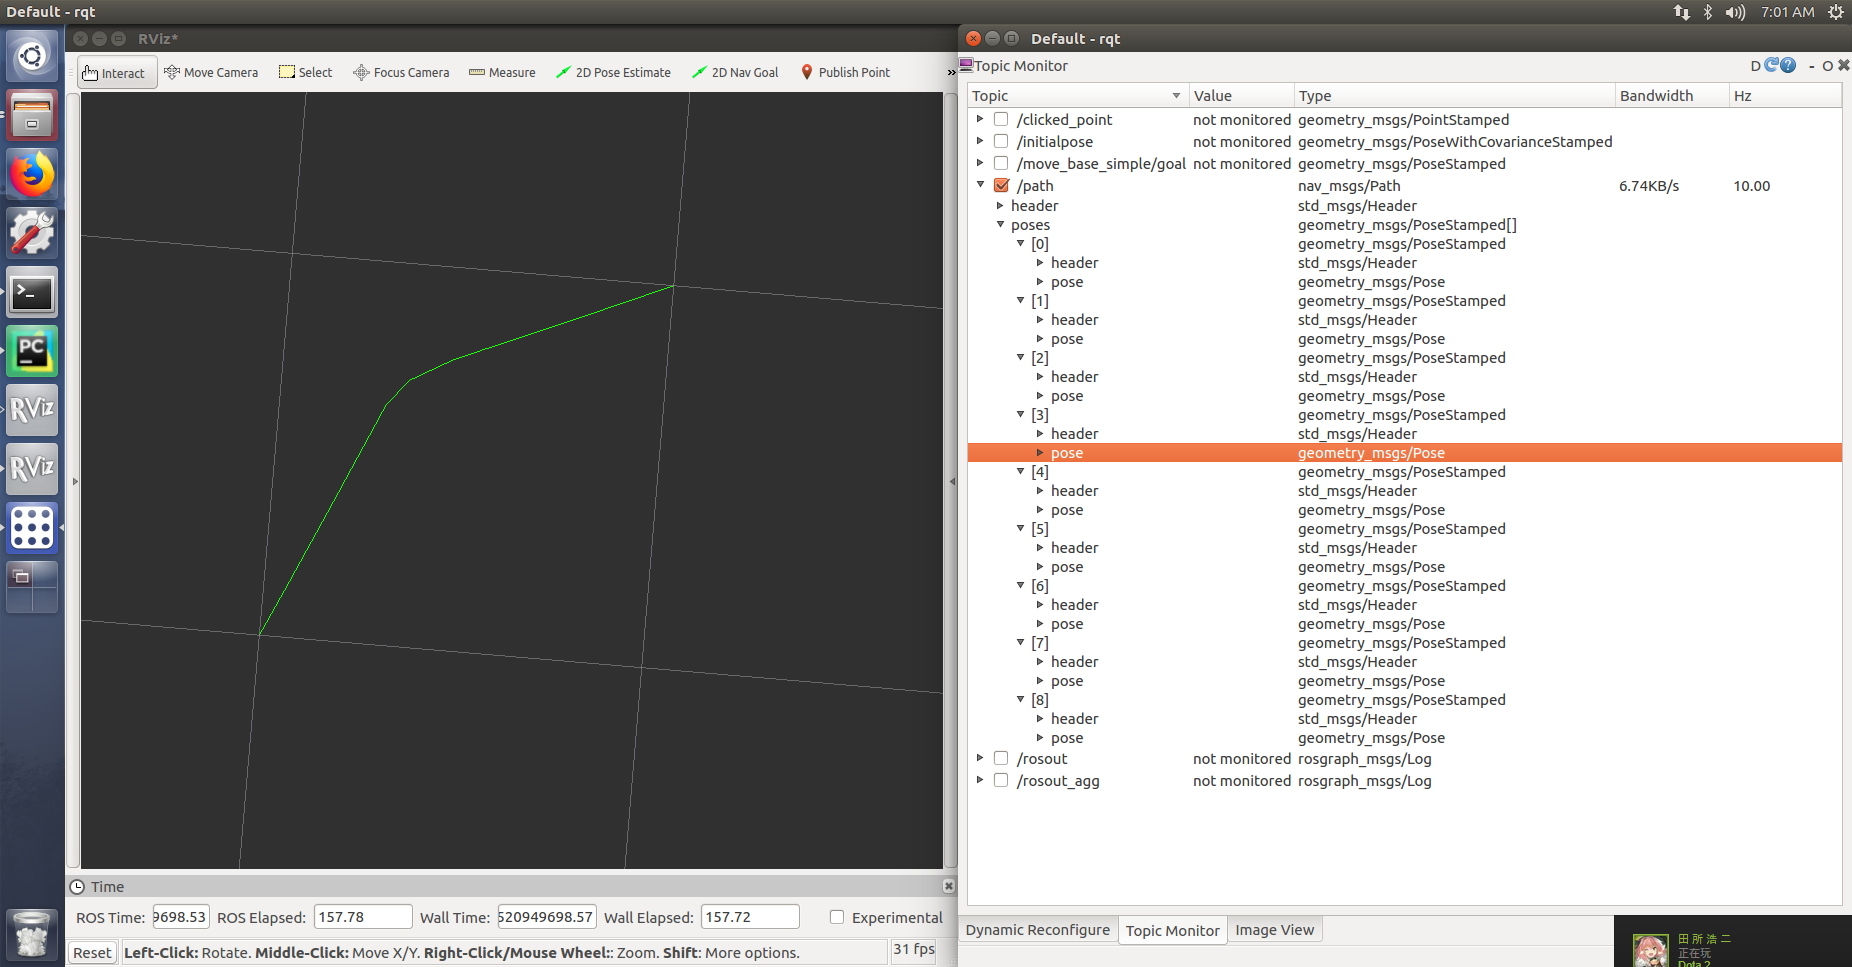 Default - rqt
7:01 AM
RViz*
Interact
Move Camera
Select
Focus Camera
Measure
2D Pose Estimate
2D Nav Goal
Publish Point
»
PC
RViz
RViz
Time
ROS Time: 9698.53 ROS Elapsed: 157.78 Wall Time: 520949698.57 Wall Elapsed: 157.72 Experimental
Reset Left-Click: Rotate. Middle-Click: Move X/Y. Right-Click/Mouse Wheel:: Zoom. Shift: More options. 31 fps
Default - rqt
Topic Monitor D ? - O
Topic Value Type Bandwidth Hz
/clicked_point not monitored geometry_msgs/PointStamped
/initialpose not monitored geometry_msgs/PoseWithCovarianceStamped
/move_base_simple/goal not monitored geometry_msgs/PoseStamped
/path nav_msgs/Path 6.74KB/s 10.00
header std_msgs/Header
poses geometry_msgs/PoseStamped[]
[0] geometry_msgs/PoseStamped
header std_msgs/Header
pose geometry_msgs/Pose
[1] geometry_msgs/PoseStamped
header std_msgs/Header
pose geometry_msgs/Pose
[2] geometry_msgs/PoseStamped
header std_msgs/Header
pose geometry_msgs/Pose
[3] geometry_msgs/PoseStamped
header std_msgs/Header
pose geometry_msgs/Pose
[4] geometry_msgs/PoseStamped
header std_msgs/Header
pose geometry_msgs/Pose
[5] geometry_msgs/PoseStamped
header std_msgs/Header
pose geometry_msgs/Pose
[6] geometry_msgs/PoseStamped
header std_msgs/Header
pose geometry_msgs/Pose
[7] geometry_msgs/PoseStamped
header std_msgs/Header
pose geometry_msgs/Pose
[8] geometry_msgs/PoseStamped
header std_msgs/Header
pose geometry_msgs/Pose
/rosout not monitored rosgraph_msgs/Log
/rosout_agg not monitored rosgraph_msgs/Log
Dynamic Reconfigure Topic Monitor Image View
田所浩二
正在玩
Dota 2